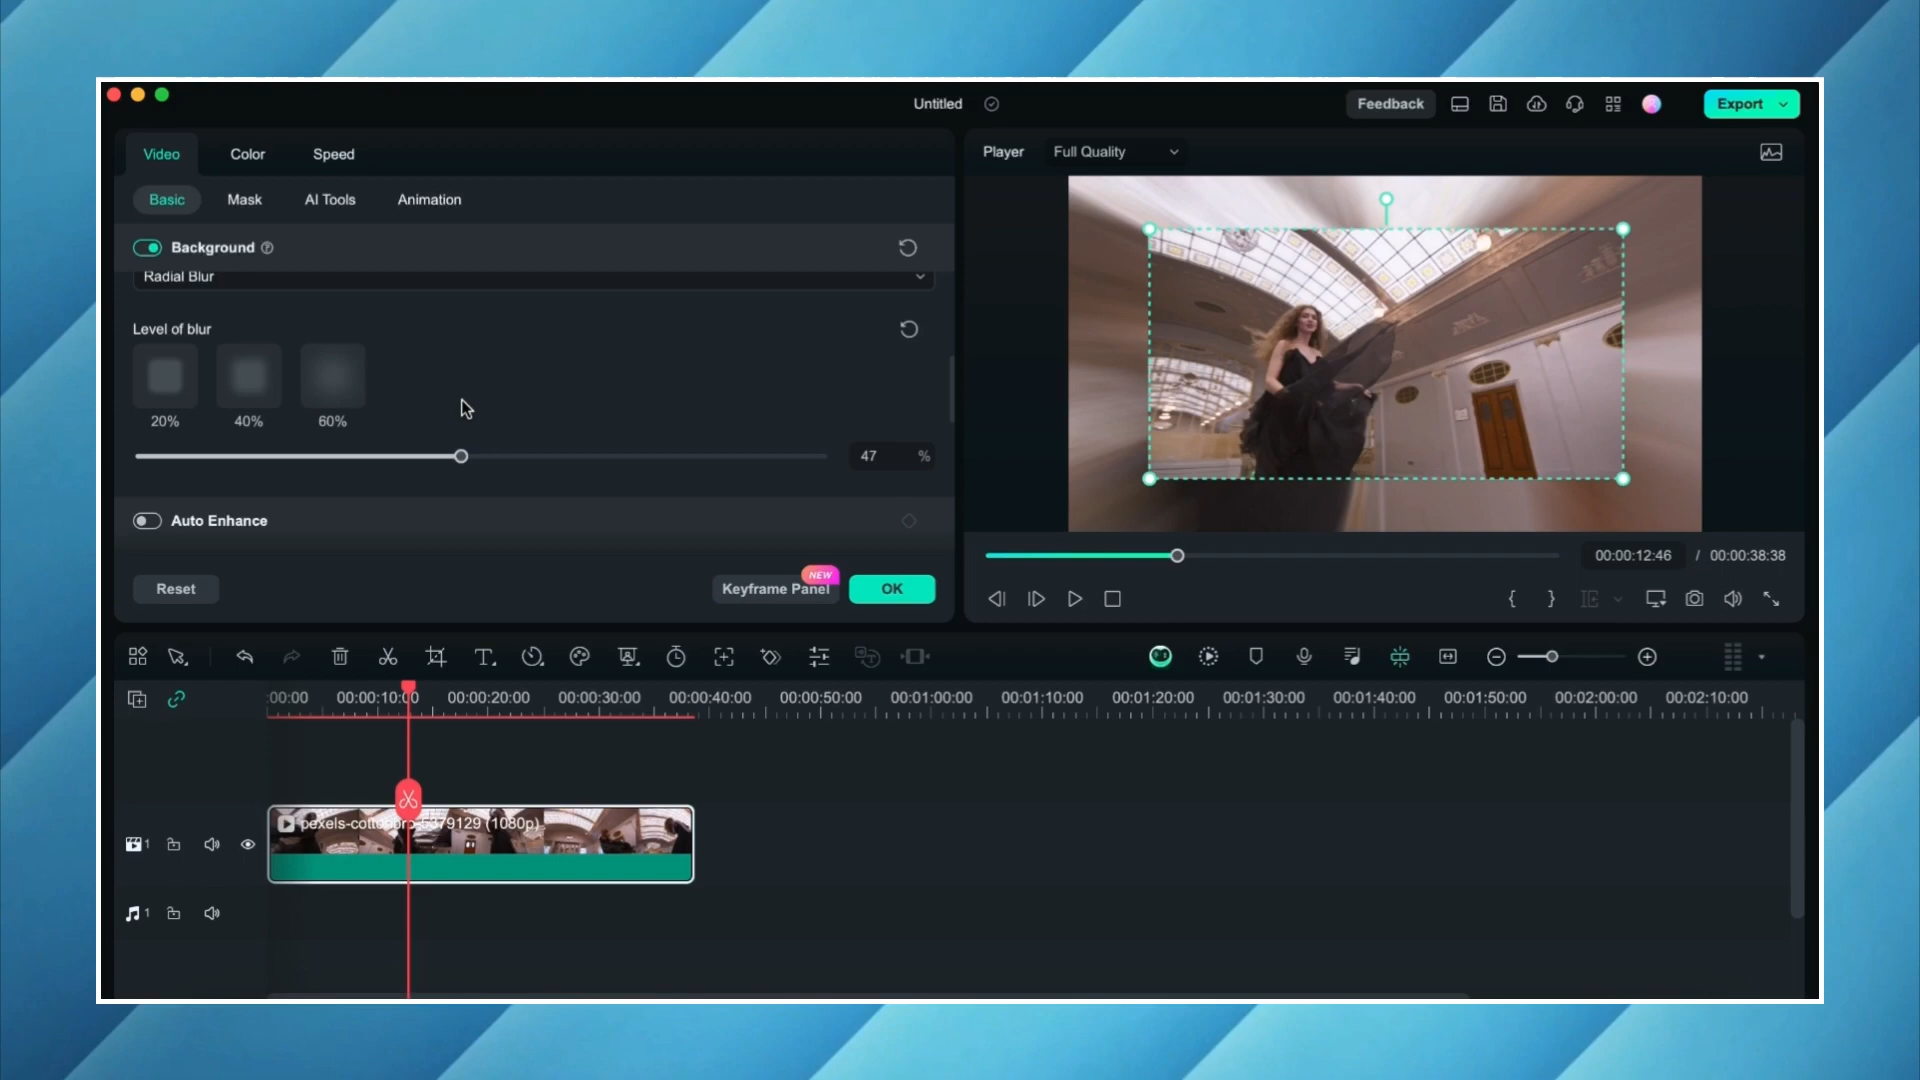 Untitled
Feedback
Export
Video
Color
Speed
Player
Full Quality
Basic
Mask
AI Tools
Animation
Background
Radial Blur
Level of blur
20%
40%
60%
47 %
Auto Enhance
Reset
Keyframe Panel
NEW
OK
00:00:12:46 / 00:00:38:38
:00:00
00:00:10:00
00:00:20:00
00:00:30:00
00:00:40:00
00:00:50:00
00:01:00:00
00:01:10:00
00:01:20:00
00:01:30:00
00:01:40:00
00:01:50:00
00:02:00:00
00:02:10:00
(1080p)
1
1